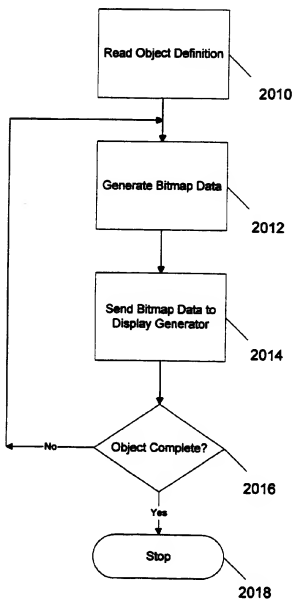 Read Object Definition
2010
Generate Bitmap Data
2012
Send Bitmap Data to
Display Generator
2014
Object Complete?
No
2016
Yes
Stop
2018